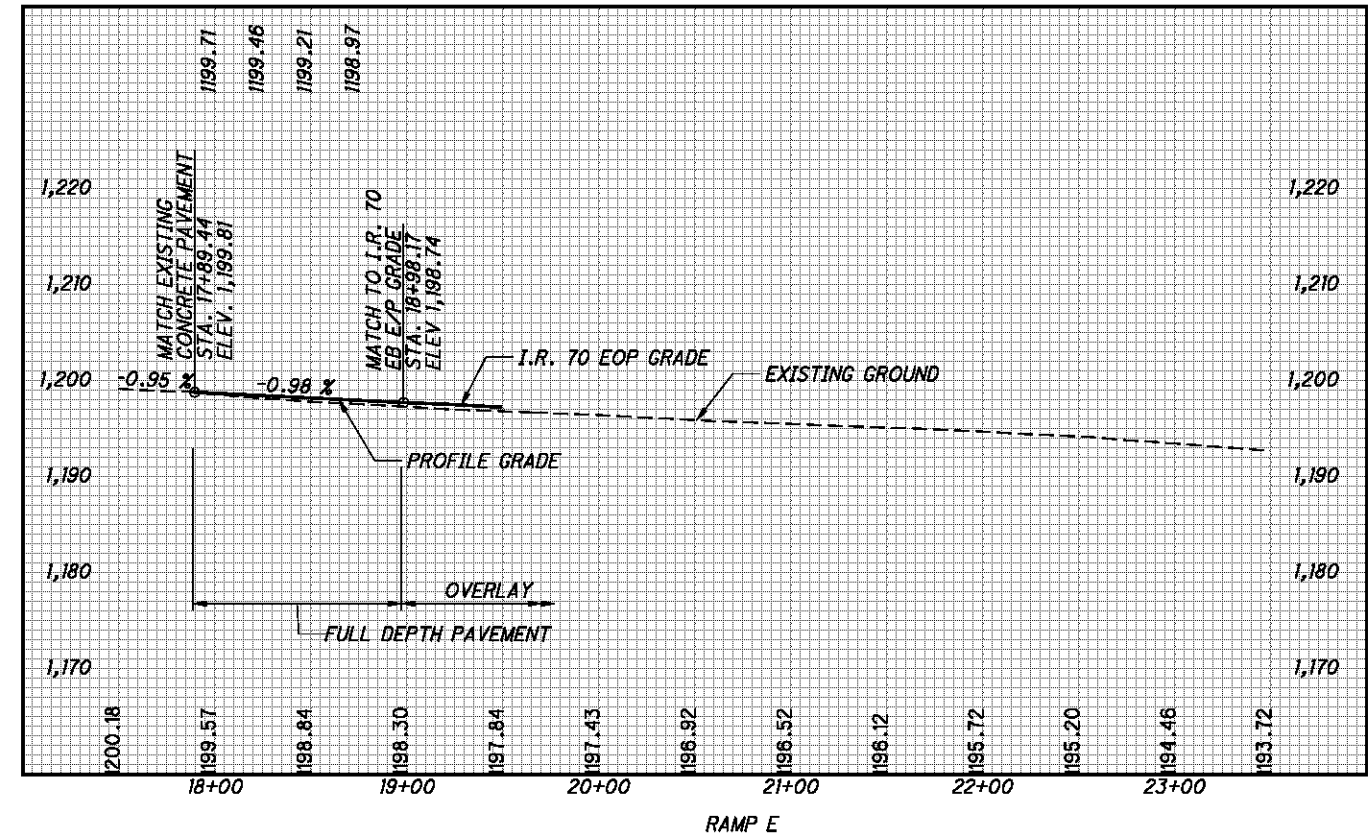 1199.71
1199.46
1199.21
1198.97
1,220
1,220
MATCH EXISTING
CONCRETE PAVEMENT
STA. 17+89.44
ELEV. 1,199.81
MATCH TO I.R. 70
EB E/P GRADE
STA. 18+98.17
ELEV 1,198.74
1,210
1,210
1,200
-0.95 %
-0.98 %
I.R. 70 EOP GRADE
EXISTING GROUND
1,200
1,190
PROFILE GRADE
1,190
1,180
OVERLAY
1,180
FULL DEPTH PAVEMENT
1,170
1,170
1200.18
1199.57
1198.84
1198.30
1197.84
1197.43
1196.92
1196.52
1196.12
1195.72
1195.20
1194.46
1193.72
18+00
19+00
20+00
21+00
22+00
23+00
RAMP E